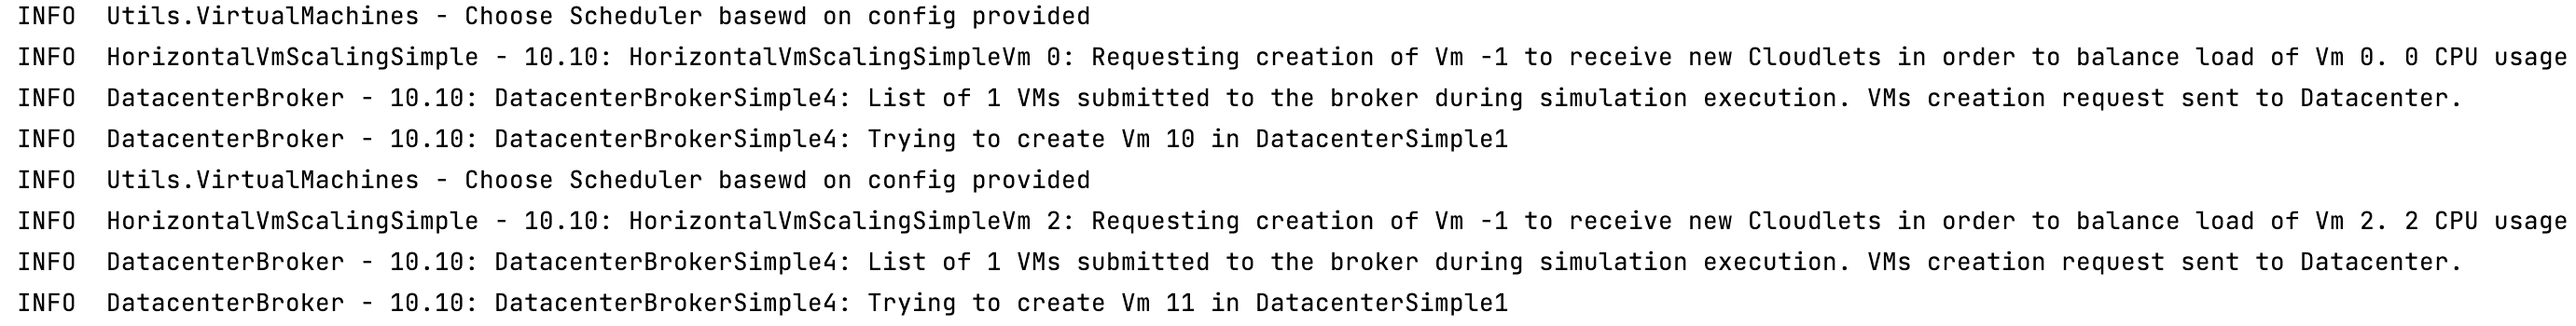 INFO  Utils.VirtualMachines - Choose Scheduler basewd on config provided
INFO  HorizontalVmScalingSimple - 10.10: HorizontalVmScalingSimpleVm 0: Requesting creation of Vm -1 to receive new Cloudlets in order to balance load of Vm 0. 0 CPU usage
INFO  DatacenterBroker - 10.10: DatacenterBrokerSimple4: List of 1 VMs submitted to the broker during simulation execution. VMs creation request sent to Datacenter.
INFO  DatacenterBroker - 10.10: DatacenterBrokerSimple4: Trying to create Vm 10 in DatacenterSimple1
INFO  Utils.VirtualMachines - Choose Scheduler basewd on config provided
INFO  HorizontalVmScalingSimple - 10.10: HorizontalVmScalingSimpleVm 2: Requesting creation of Vm -1 to receive new Cloudlets in order to balance load of Vm 2. 2 CPU usage
INFO  DatacenterBroker - 10.10: DatacenterBrokerSimple4: List of 1 VMs submitted to the broker during simulation execution. VMs creation request sent to Datacenter.
INFO  DatacenterBroker - 10.10: DatacenterBrokerSimple4: Trying to create Vm 11 in DatacenterSimple1